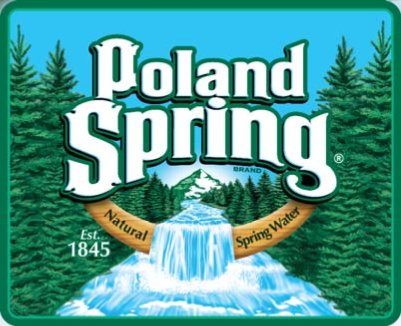 Poland
Spring®
BRAND
Natural Spring Water
Est.
1845